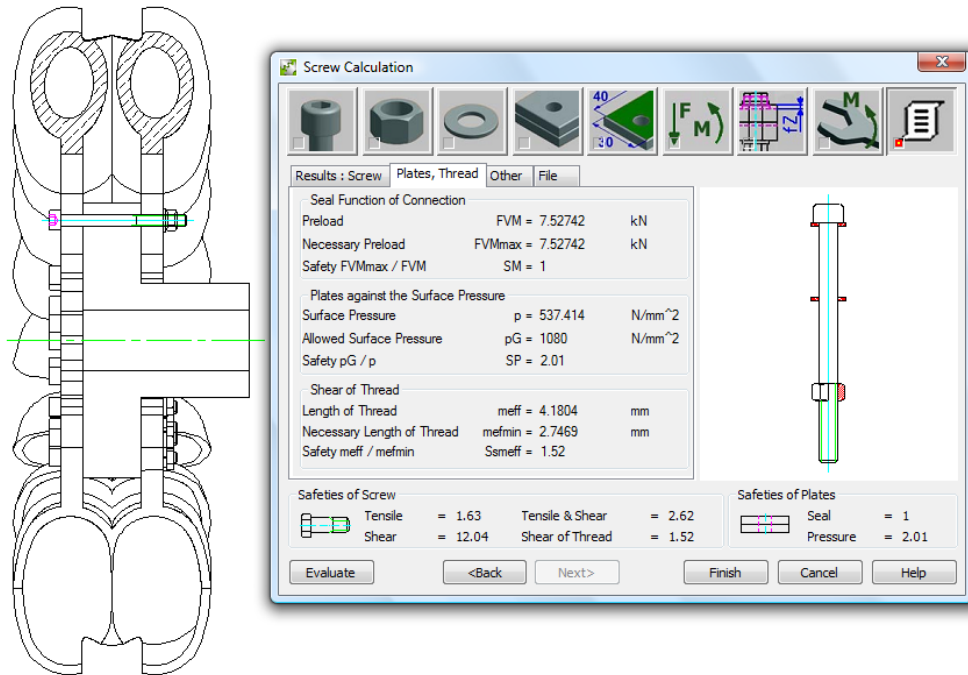 Screw Calculation
40
30
F
M
fZ
M
Results : Screw Plates, Thread Other File
Seal Function of Connection
Preload FVM = 7.52742 kN
Necessary Preload FVMmax = 7.52742 kN
Safety FVMmax / FVM SM = 1
Plates against the Surface Pressure
Surface Pressure p = 537.414 N/mm^2
Allowed Surface Pressure pG = 1080 N/mm^2
Safety pG / p SP = 2.01
Shear of Thread
Length of Thread meff = 4.1804 mm
Necessary Length of Thread mefmin = 2.7469 mm
Safety meff / mefmin Ssmeff = 1.52
Safeties of Screw
Tensile = 1.63 Tensile & Shear = 2.62
Shear = 12.04 Shear of Thread = 1.52
Safeties of Plates
Seal = 1
Pressure = 2.01
Evaluate <Back Next> Finish Cancel Help